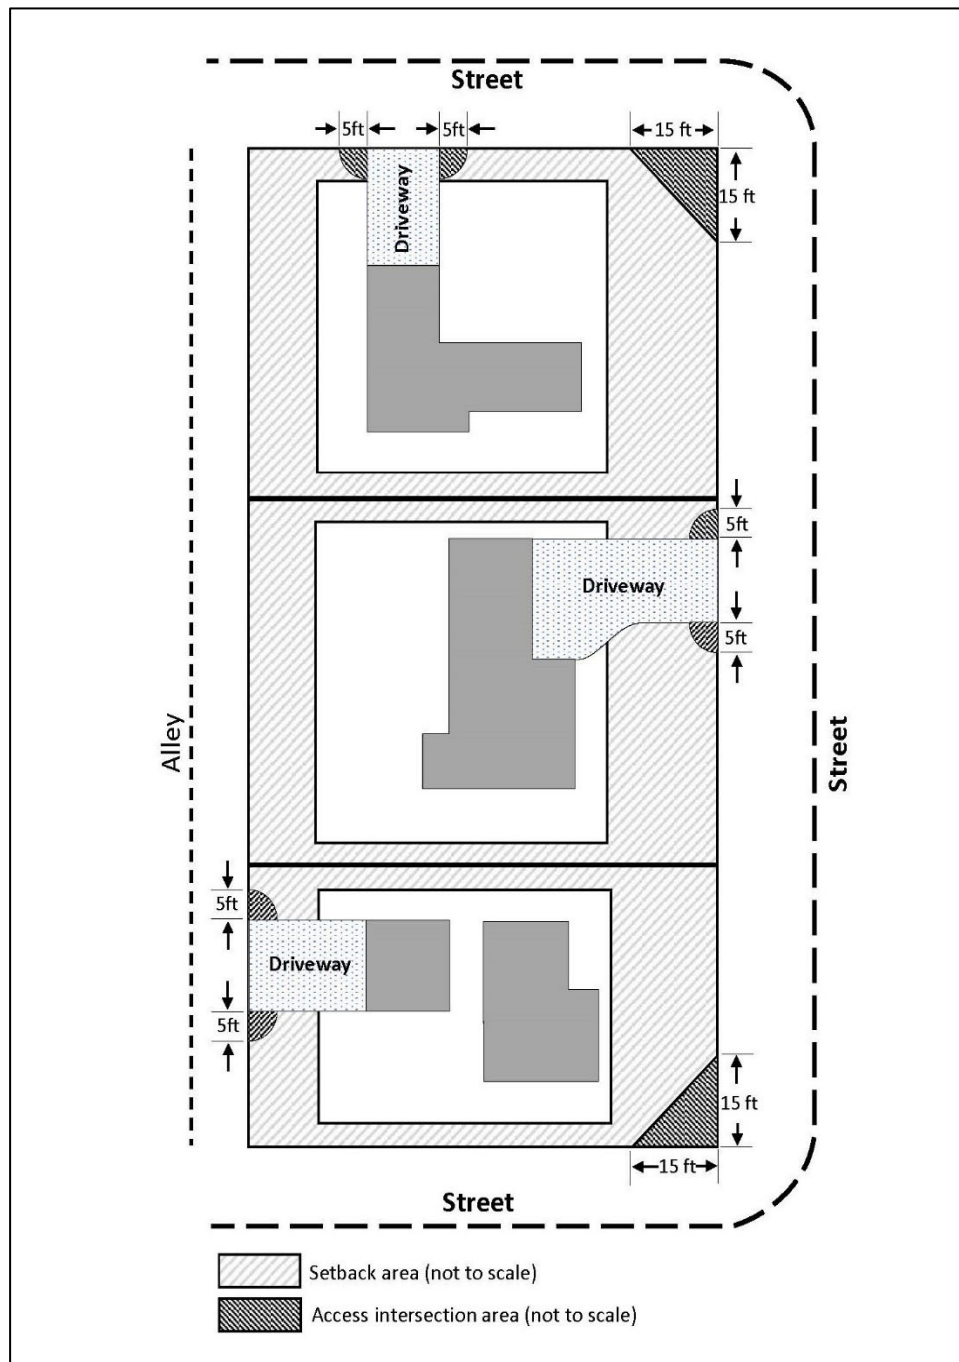 Street
5ft
5ft
15 ft
15 ft
Driveway
5ft
Driveway
5ft
Alley
Street
5ft
Driveway
5ft
15 ft
15 ft
Street
Setback area (not to scale)
Access intersection area (not to scale)